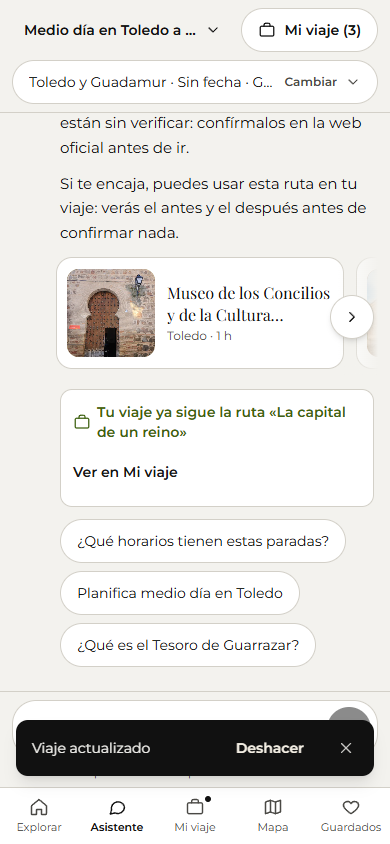 Medio día en Toledo a ...
Mi viaje (3)
Toledo y Guadamur · Sin fecha · G...
Cambiar
están sin verificar: confírmalos en la web
oficial antes de ir.
Si te encaja, puedes usar esta ruta en tu
viaje: verás el antes y el después antes de
confirmar nada.
Museo de los Concilios
y de la Cultura...
Toledo · 1 h
Tu viaje ya sigue la ruta «La capital
de un reino»
Ver en Mi viaje
¿Qué horarios tienen estas paradas?
Planifica medio día en Toledo
¿Qué es el Tesoro de Guarrazar?
Viaje actualizado
Deshacer
Explorar
Asistente
Mi viaje
Mapa
Guardados